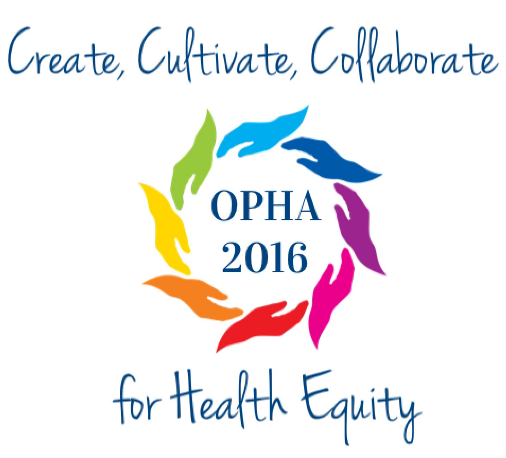 Create, Cultivate, Collaborate
OPHA
2016
for Health Equity